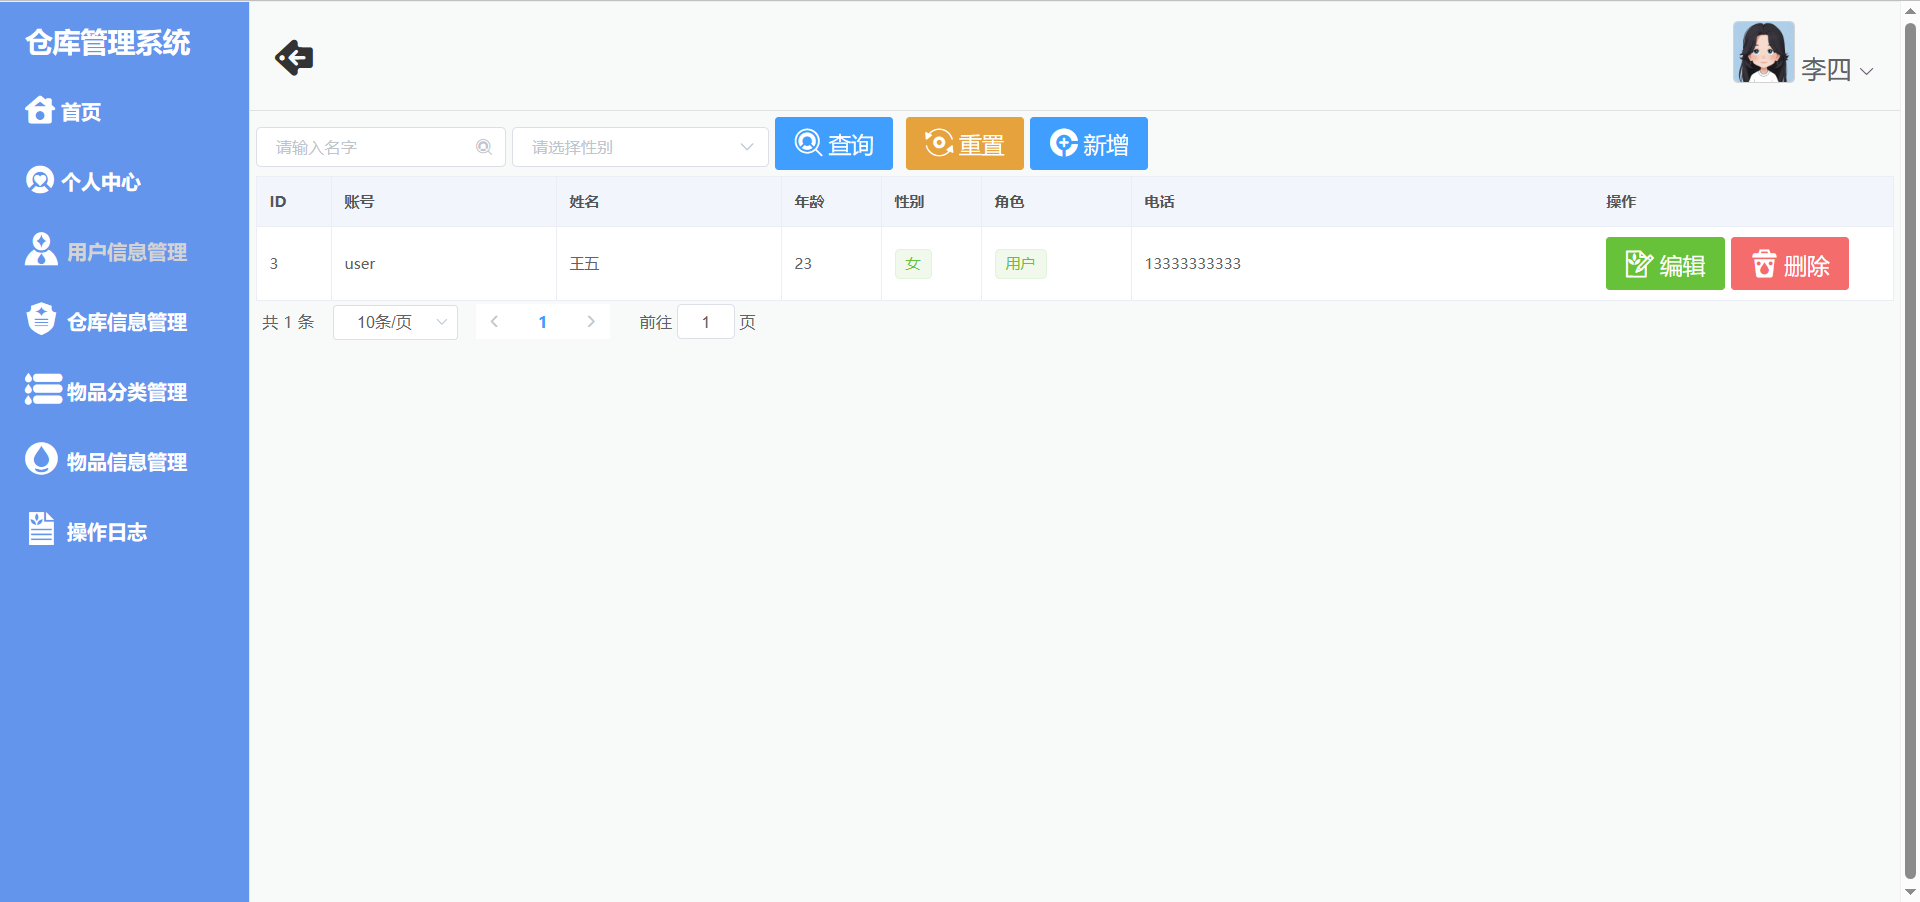 仓库管理系统
首页
个人中心
用户信息管理
仓库信息管理
物品分类管理
物品信息管理
操作日志
李四
请输入名字 请选择性别 查询 重置 新增
ID 账号 姓名 年龄 性别 角色 电话 操作
3 user 王五 23 女 用户 13333333333 编辑 删除
共 1 条 10条/页 1 前往 1 页